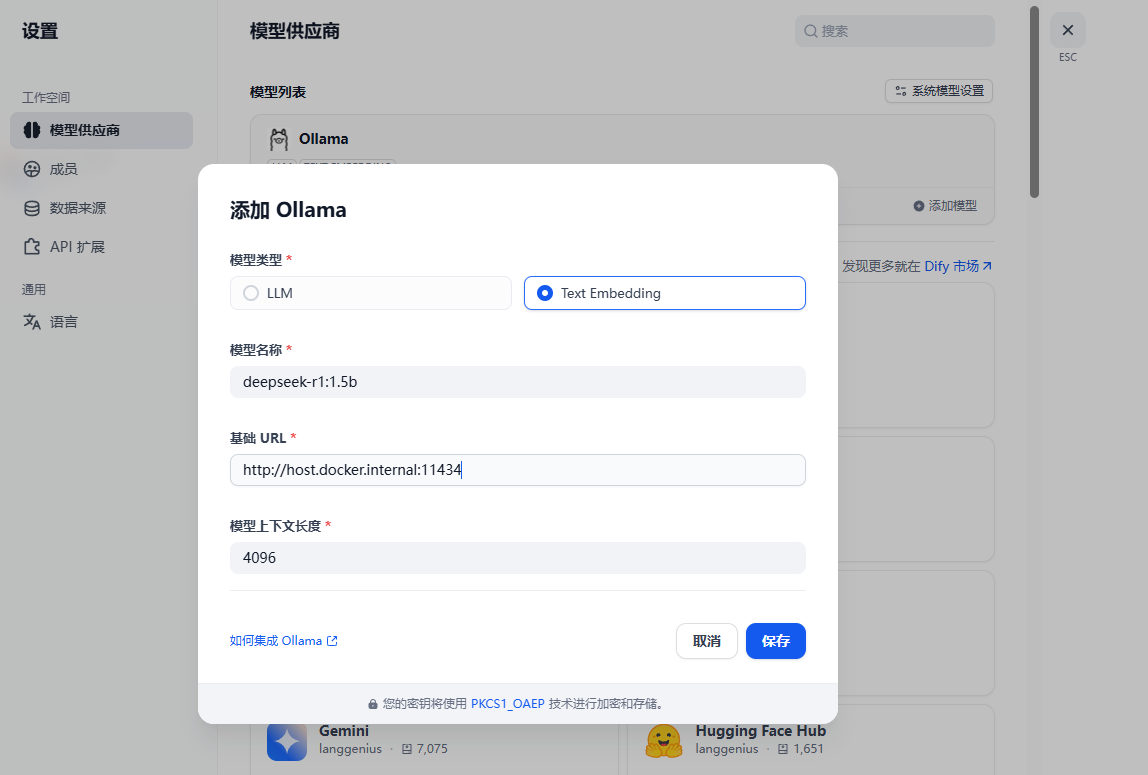 设置
模型供应商
搜索
ESC
工作空间
模型列表
系统模型设置
模型供应商
Ollama
成员
数据来源
添加模型
API 扩展
发现更多就在 Dify 市场
通用
语言
添加 Ollama
模型类型 *
LLM
Text Embedding
模型名称 *
deepseek-r1:1.5b
基础 URL *
http://host.docker.internal:11434
模型上下文长度 *
4096
如何集成 Ollama
取消
保存
您的密钥将使用 PKCS1_OAEP 技术进行加密和存储。
Gemini
langgenius · 7,075
Hugging Face Hub
langgenius · 1,651